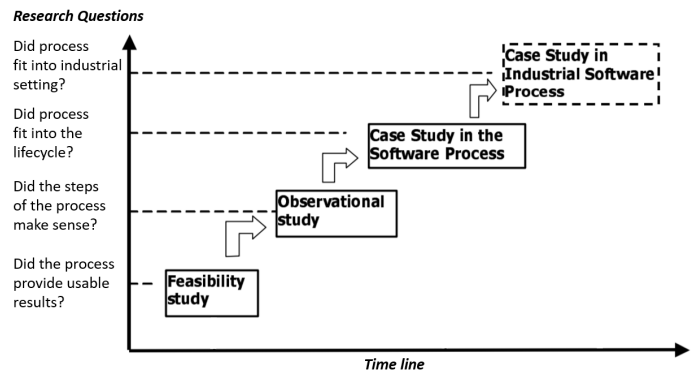 Research Questions
Did process
fit into industrial
setting?
Case Study in
Industrial Software
Process
Did process
fit into the
lifecycle?
Case Study in the
Software Process
Did the steps
of the process
make sense?
Observational
study
Did the process
provide usable
results?
Feasibility
study
Time line